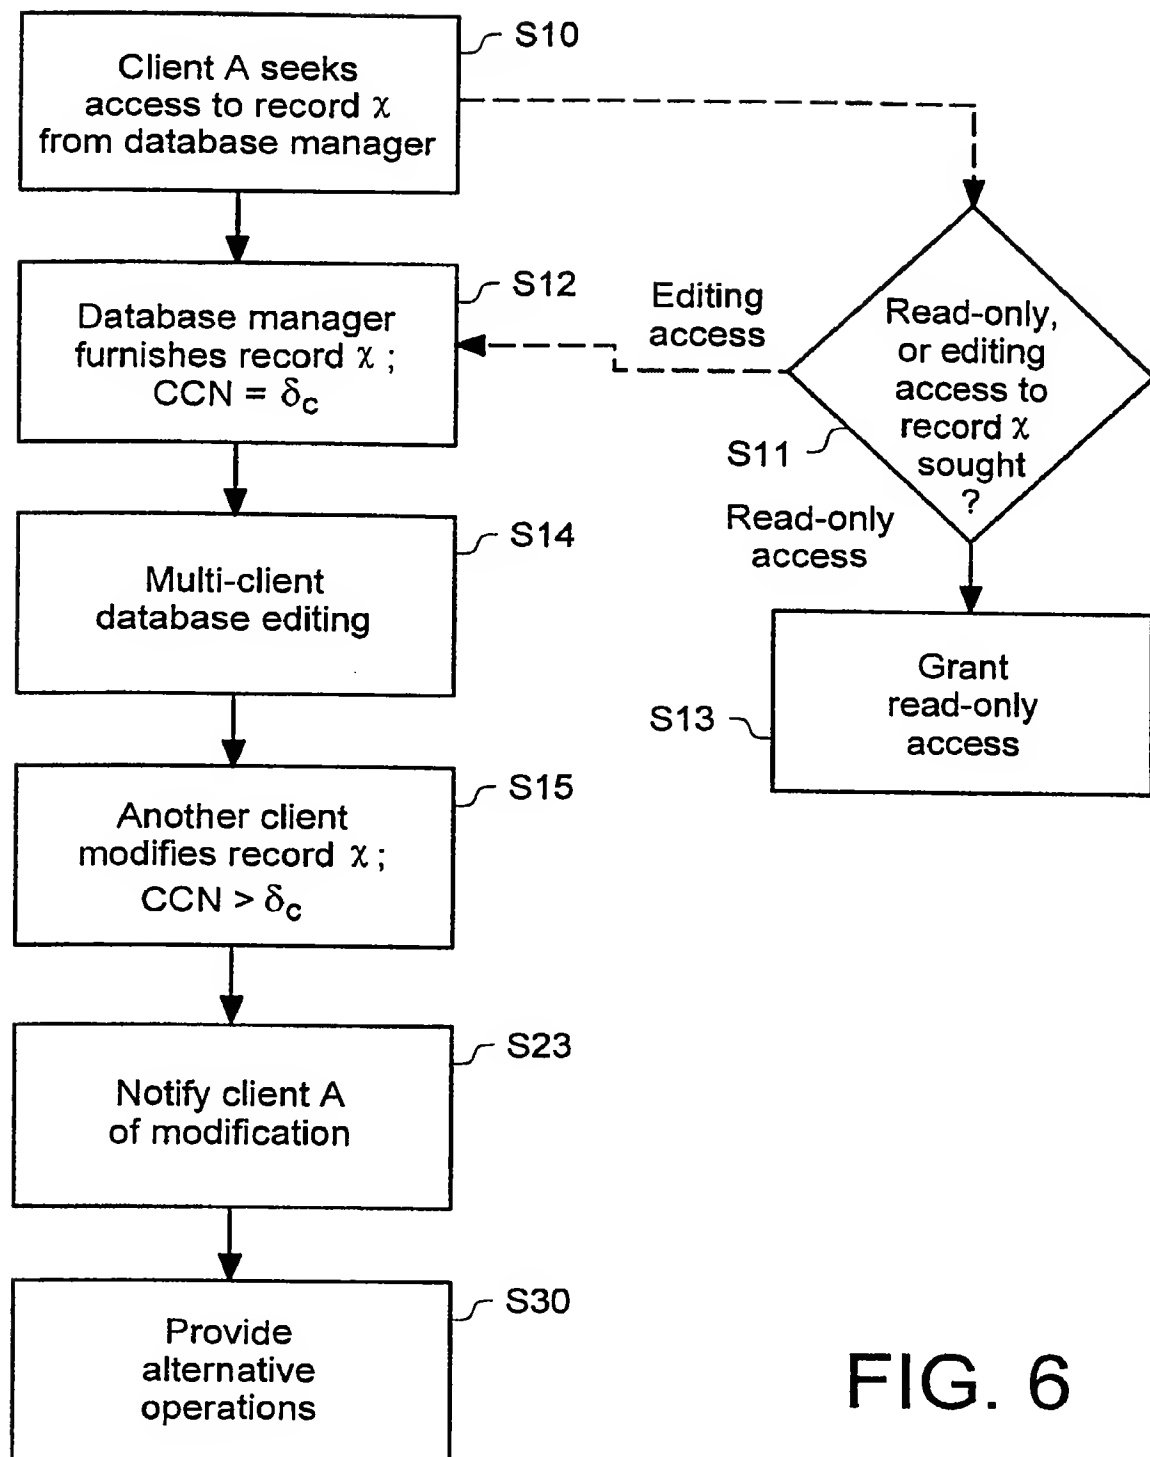 S10
Client A seeks
access to record χ
from database manager
S12
Database manager
furnishes record χ ;
CCN = δc
Editing
access
Read-only,
or editing
access to
record χ
sought
?
S11
Read-only
access
S14
Multi-client
database editing
S13
Grant
read-only
access
S15
Another client
modifies record χ ;
CCN > δc
S23
Notify client A
of modification
S30
Provide
alternative
operations
FIG. 6